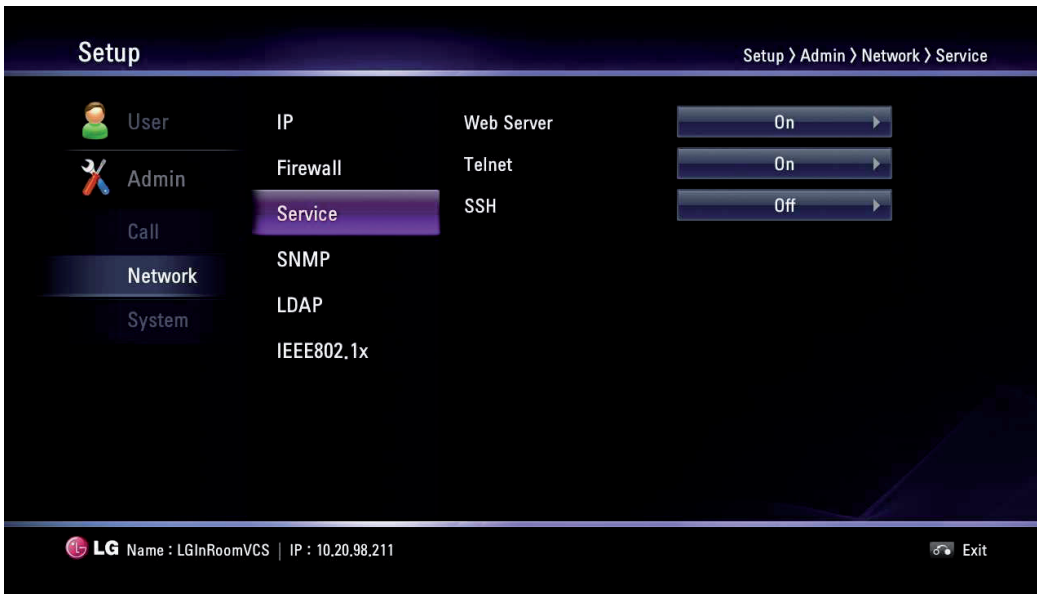 Setup
Setup > Admin > Network > Service
User
Admin
Call
Network
System
IP
Firewall
Service
SNMP
LDAP
IEEE802.1x
Web Server On
Telnet On
SSH Off
LG Name : LGInRoomVCS | IP : 10.20.98.211
Exit